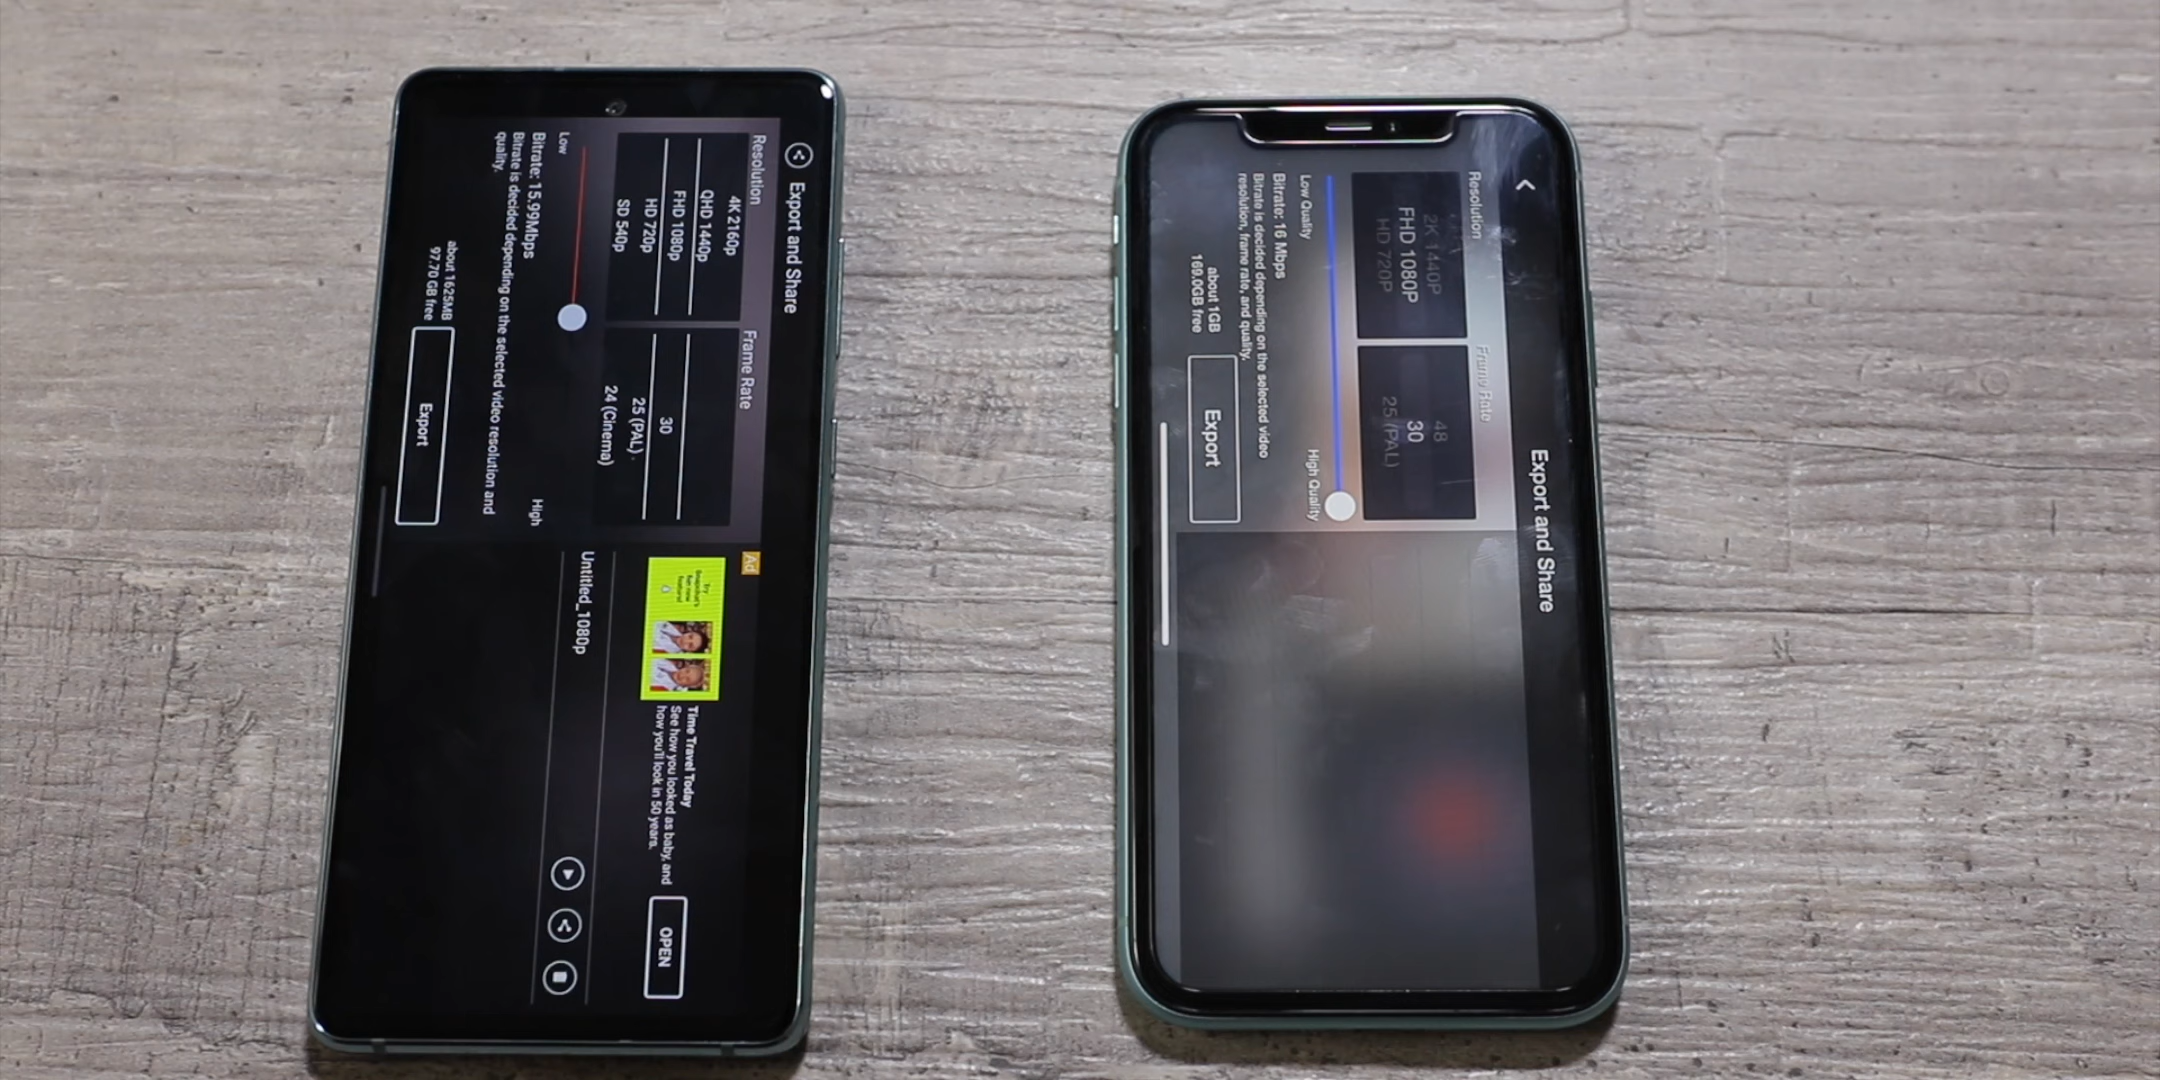 Export and Share
Resolution
Frame Rate
4K 2160p
QHD 1440p
FHD 1080p
HD 720p
SD 540p
30
25 (PAL)
24 (Cinema)
Low
High
Bitrate: 15.99Mbps
Bitrate is decided depending on the selected video resolution and
quality.
about 1625MB
97.70 GB free
Export
Ad
Try
Snapchat's
fun new
feature!
Time Travel Today
See how you looked as baby, and
how you'll look in 50 years.
OPEN
Untitled_1080p
Export and Share
Resolution
Frame Rate
2K 1440P
FHD 1080P
HD 720P
48
30
25 (PAL)
Low Quality
High Quality
Bitrate: 16 Mbps
Bitrate is decided depending on the selected video
resolution, frame rate, and quality.
about 1GB
169.0GB free
Export